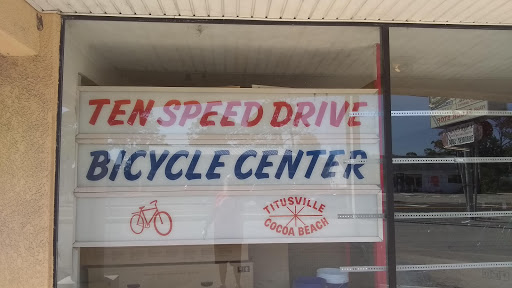 TEN SPEED DRIVE
BICYCLE CENTER
TITUSVILLE
COCOA BEACH